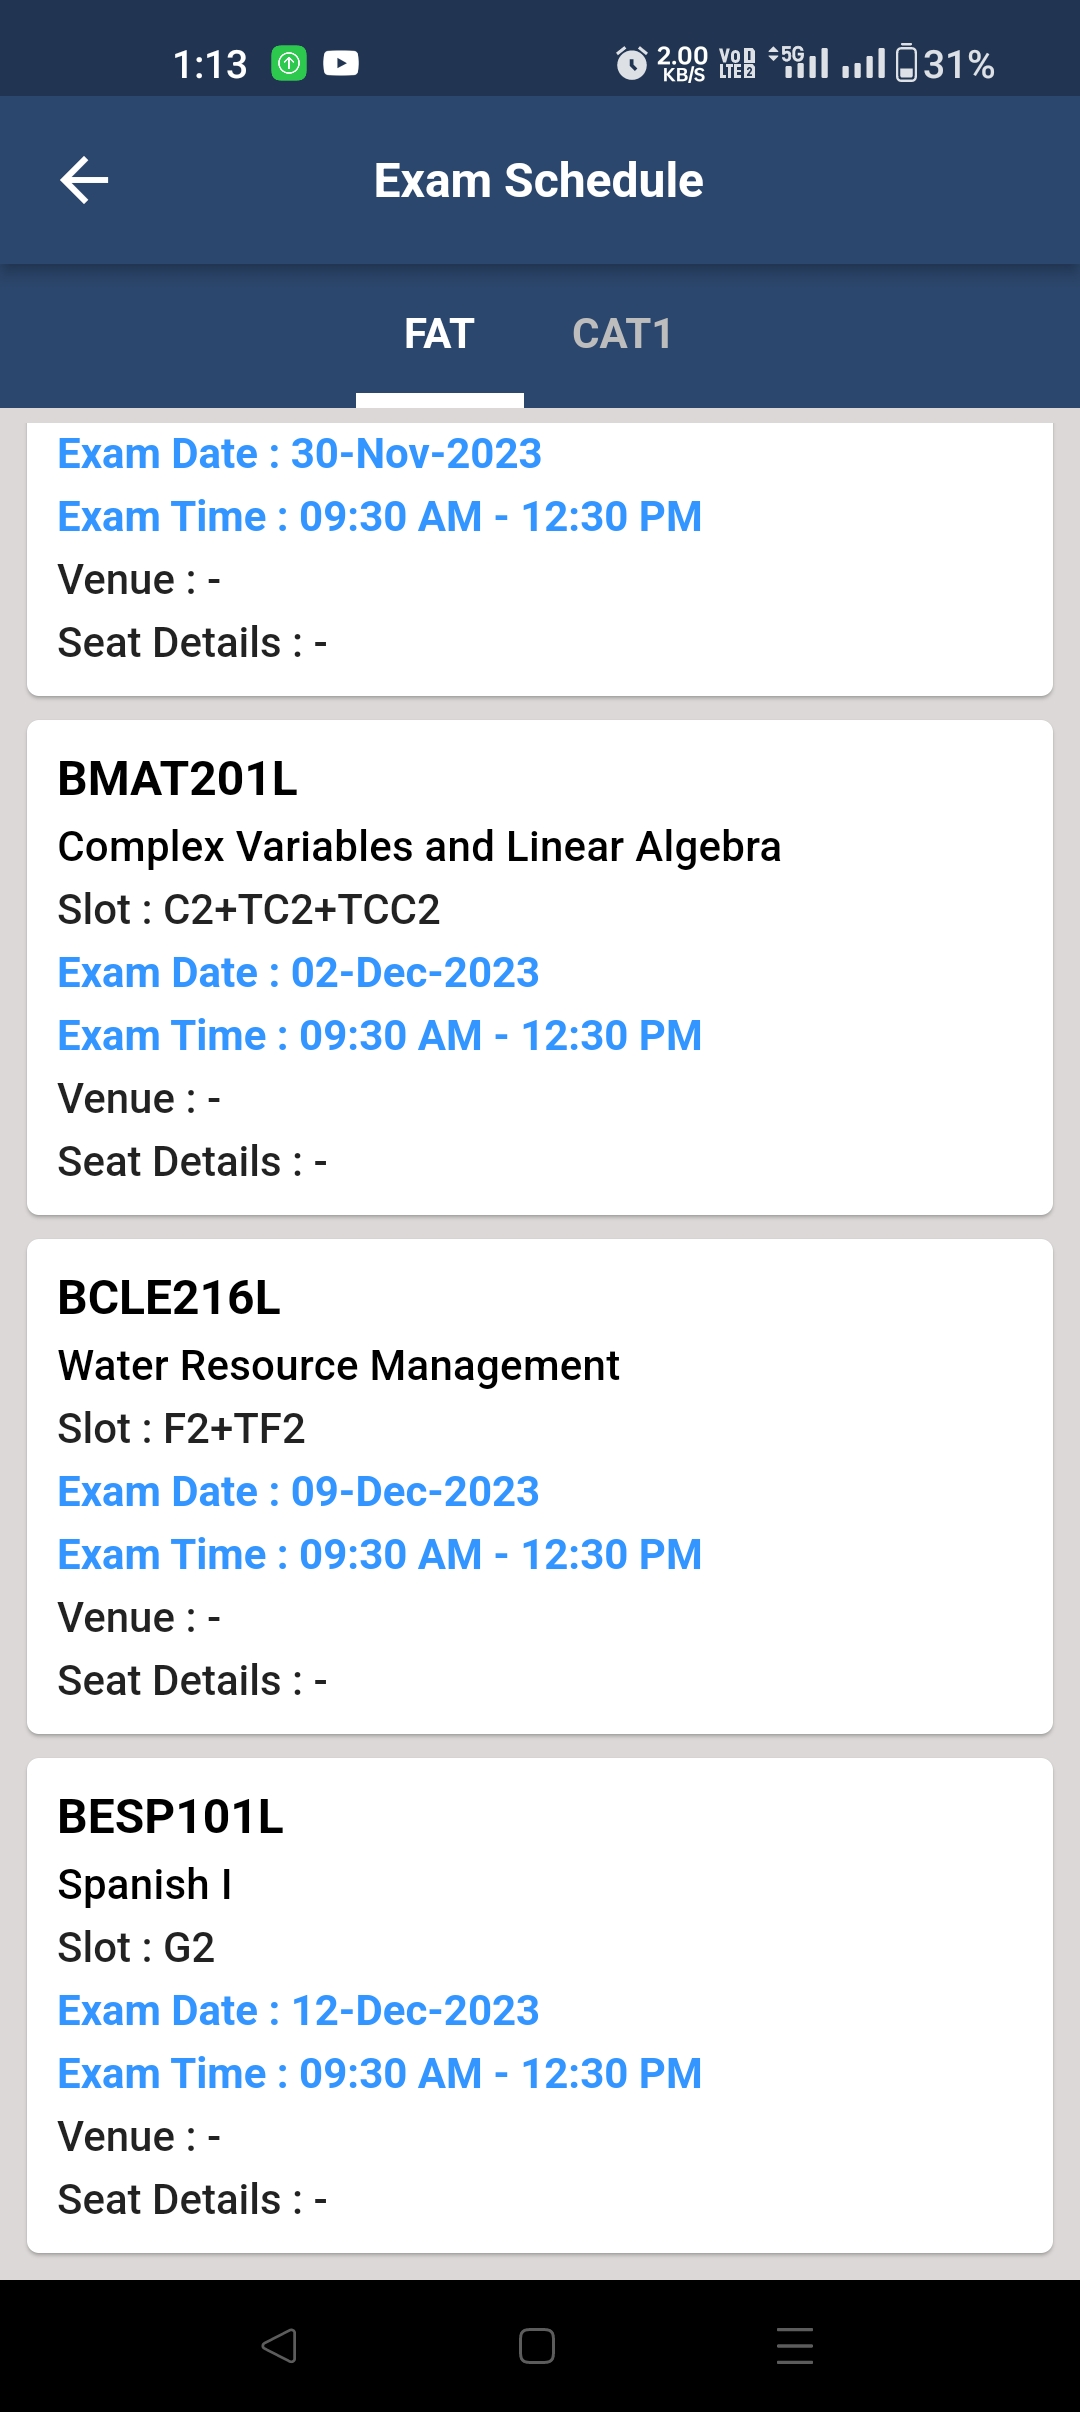 1:13 2.00 KB/S VoD LTE 2 5G 31%
Exam Schedule
FAT CAT1
Exam Date : 30-Nov-2023
Exam Time : 09:30 AM - 12:30 PM
Venue : -
Seat Details : -
BMAT201L
Complex Variables and Linear Algebra
Slot : C2+TC2+TCC2
Exam Date : 02-Dec-2023
Exam Time : 09:30 AM - 12:30 PM
Venue : -
Seat Details : -
BCLE216L
Water Resource Management
Slot : F2+TF2
Exam Date : 09-Dec-2023
Exam Time : 09:30 AM - 12:30 PM
Venue : -
Seat Details : -
BESP101L
Spanish I
Slot : G2
Exam Date : 12-Dec-2023
Exam Time : 09:30 AM - 12:30 PM
Venue : -
Seat Details : -